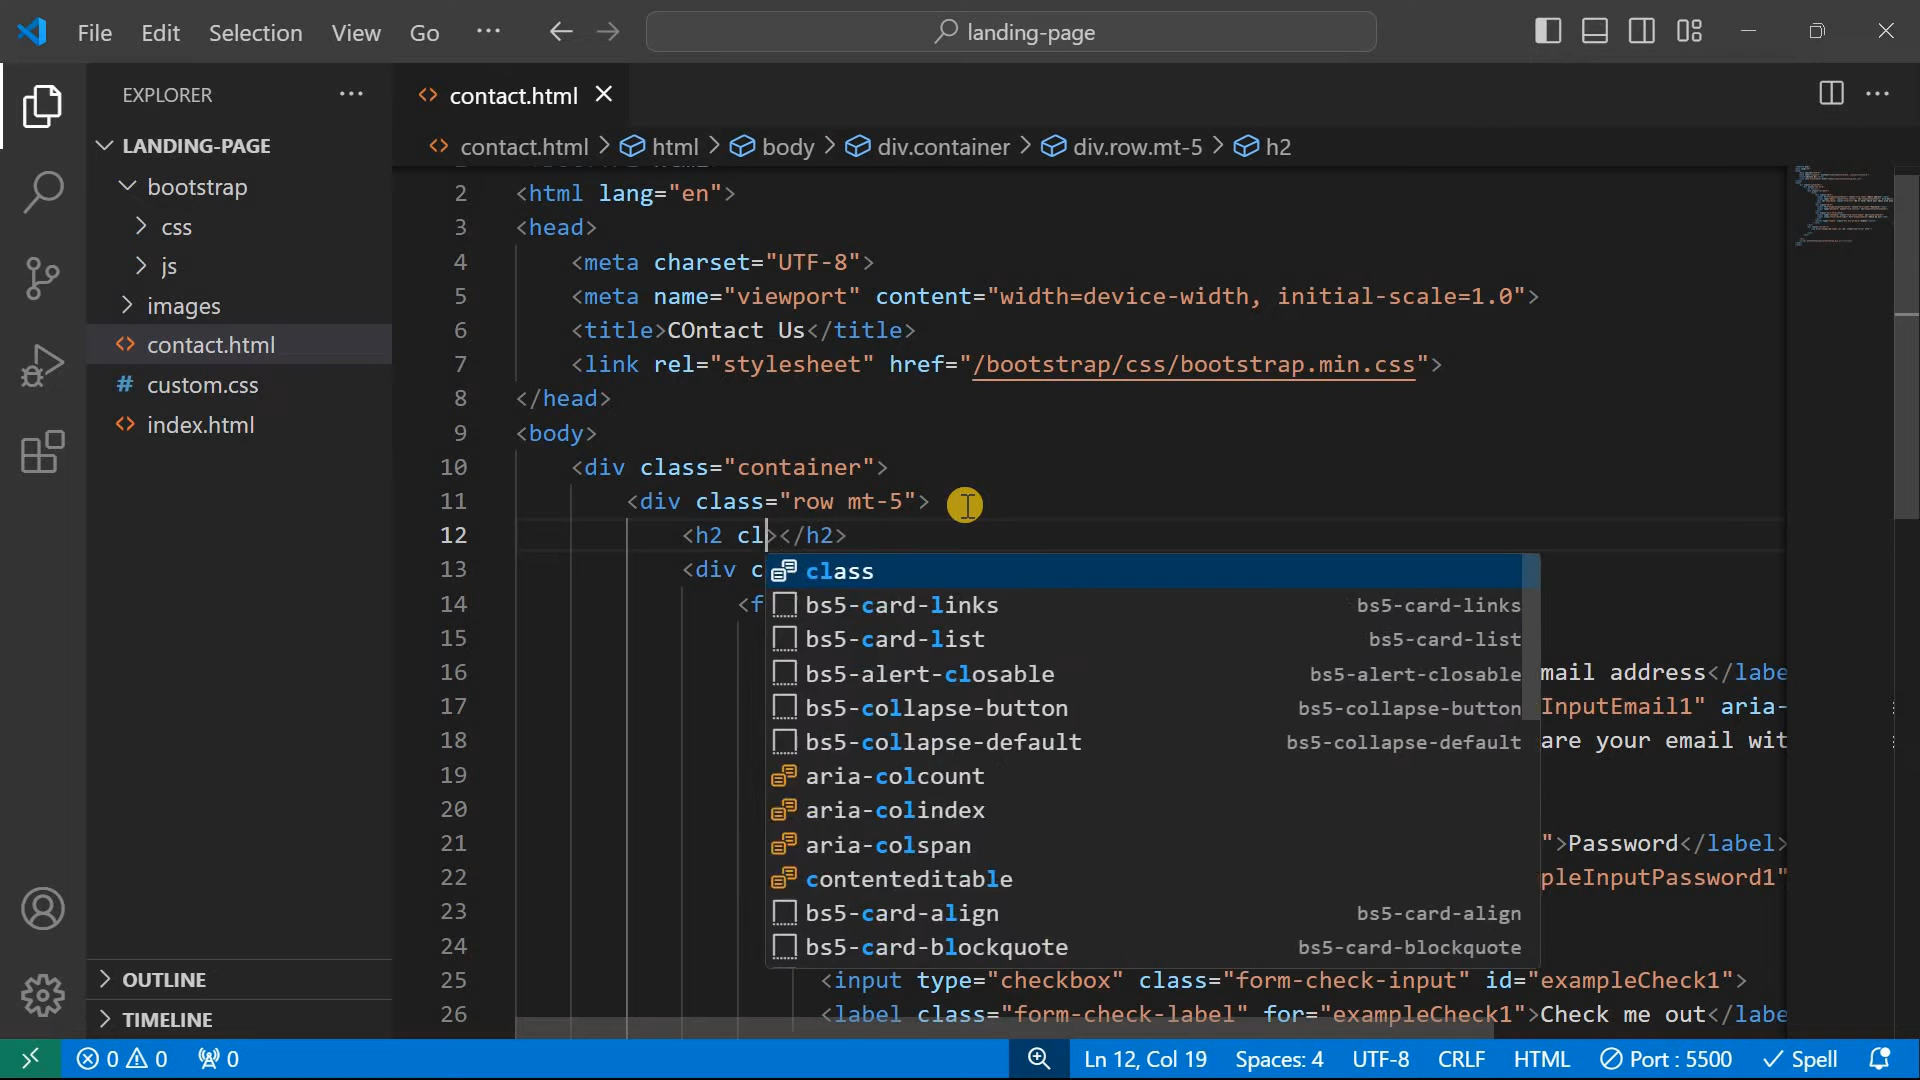 File Edit Selection View Go ··· landing-page
EXPLORER ···
contact.html
contact.html > html > body > div.container > div.row.mt-5 > h2
LANDING-PAGE
bootstrap
css
js
images
contact.html
custom.css
index.html
OUTLINE
TIMELINE
2 <html lang="en">
3 <head>
4 <meta charset="UTF-8">
5 <meta name="viewport" content="width=device-width, initial-scale=1.0">
6 <title>COntact Us</title>
7 <link rel="stylesheet" href="/bootstrap/css/bootstrap.min.css">
8 </head>
9 <body>
10 <div class="container">
11 <div class="row mt-5">
12 <h2 cl></h2>
13 <div c
14 <f
15
16 mail address</labe
17 InputEmail1" aria-
18 are your email wit
19
20
21 ">Password</label>
22 pleInputPassword1"
23
24
25 <input type="checkbox" class="form-check-input" id="exampleCheck1">
26 <label class="form-check-label" for="exampleCheck1">Check me out</labe
class
bs5-card-links bs5-card-links
bs5-card-list bs5-card-list
bs5-alert-closable bs5-alert-closable
bs5-collapse-button bs5-collapse-button
bs5-collapse-default bs5-collapse-default
aria-colcount
aria-colindex
aria-colspan
contenteditable
bs5-card-align bs5-card-align
bs5-card-blockquote bs5-card-blockquote
0 0 0 Ln 12, Col 19 Spaces: 4 UTF-8 CRLF HTML Port : 5500 Spell